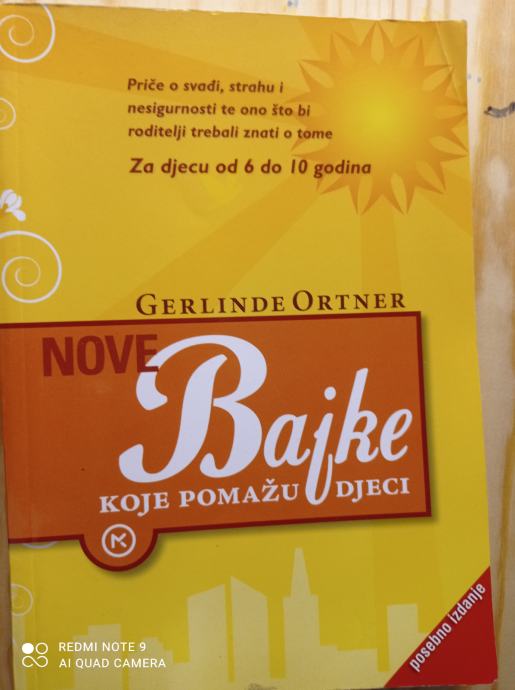 Priče o svađi, strahu i
nesigurnosti te ono što bi
roditelji trebali znati o tome
Za djecu od 6 do 10 godina
GERLINDE ORTNER
NOVE
Bajke
KOJE POMAŽU DJECI
posebno izdanje
REDMI NOTE 9
AI QUAD CAMERA